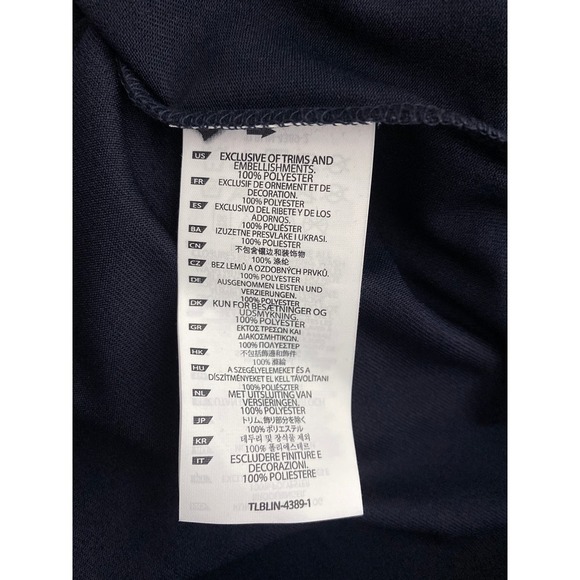 US EXCLUSIVE OF TRIMS AND
EMBELLISHMENTS.
100% POLYESTER
FR EXCLUSIF DE ORNEMENT ET DE
DECORATION.
100% POLYESTER
ES EXCLUSIVO DEL RIBETE Y DE LOS
ADORNOS.
100% POLIÉSTER
BA IZUZETNE PRESVLAKE I UKRASI.
100% POLIESTER
CN 不包含镶边和装饰物
100% 涤纶
CZ BEZ LEMŮ A OZDOBNÝCH PRVKŮ.
100% POLYESTER
DE AUSGENOMMEN LEISTEN UND
VERZIERUNGEN.
100% POLYESTER
DK KUN FOR BESÆTNINGER OG
UDSMYKNING.
100% POLYESTER
GR ΕΚΤΟΣ ΤΡΕΣΩΝ ΚΑΙ
ΔΙΑΚΟΣΜΗΤΙΚΩΝ.
100% ΠΟΛΥΕΣΤΕΡ
HK 不包括飾邊和飾件
100% 滌綸
HU A SZEGÉLYELEMEKET ÉS A
DÍSZÍTMÉNYEKET EL KELL TÁVOLÍTANI
100% POLIÉSZTER
NL MET UITSLUITING VAN
VERSIERINGEN.
100% POLYESTER
JP トリム、飾り部分を除く
100% ポリエステル
KR 테두리 및 장식물 제외
100% 폴리에스테르
IT ESCLUDERE FINITURE E
DECORAZIONI.
100% POLIESTERE
TLBLIN-4389-1